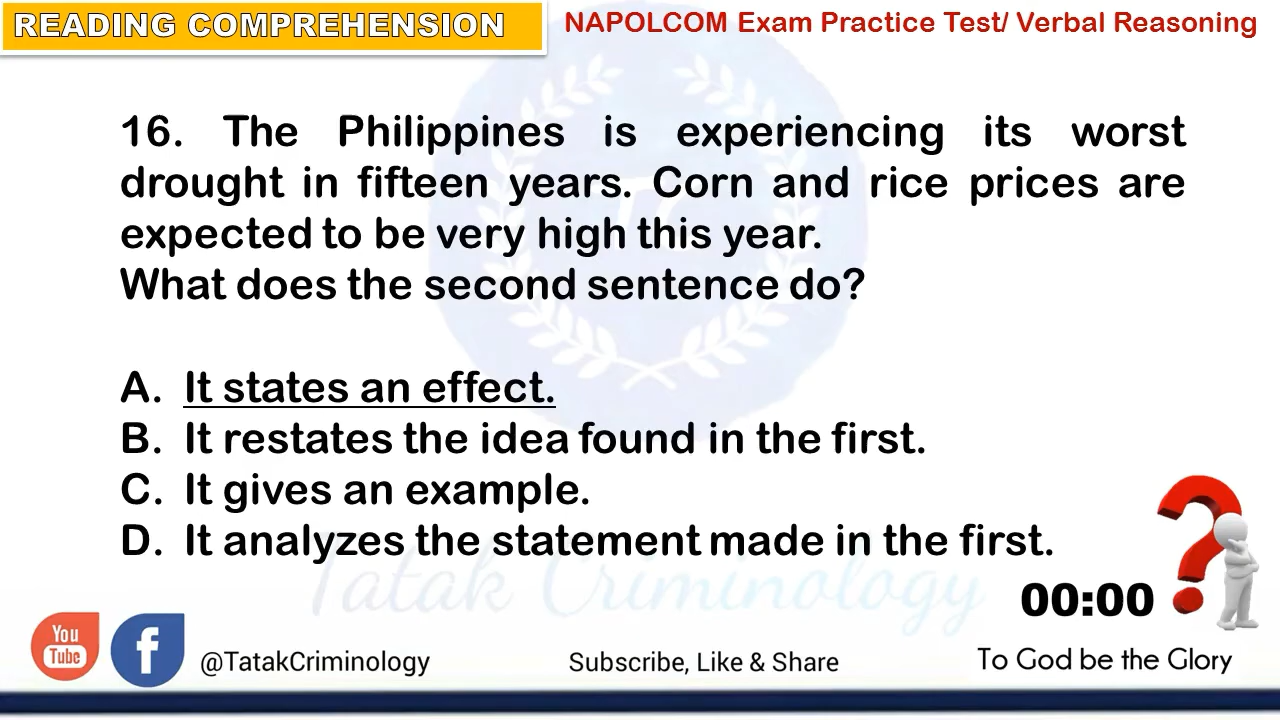 READING COMPREHENSION
NAPOLCOM Exam Practice Test/ Verbal Reasoning
16. The Philippines is experiencing its worst
drought in fifteen years. Corn and rice prices are
expected to be very high this year.
What does the second sentence do?
A. It states an effect.
B. It restates the idea found in the first.
C. It gives an example.
D. It analyzes the statement made in the first.
Tatak Criminology
00:00
You
Tube
f
@TatakCriminology
Subscribe, Like & Share
To God be the Glory